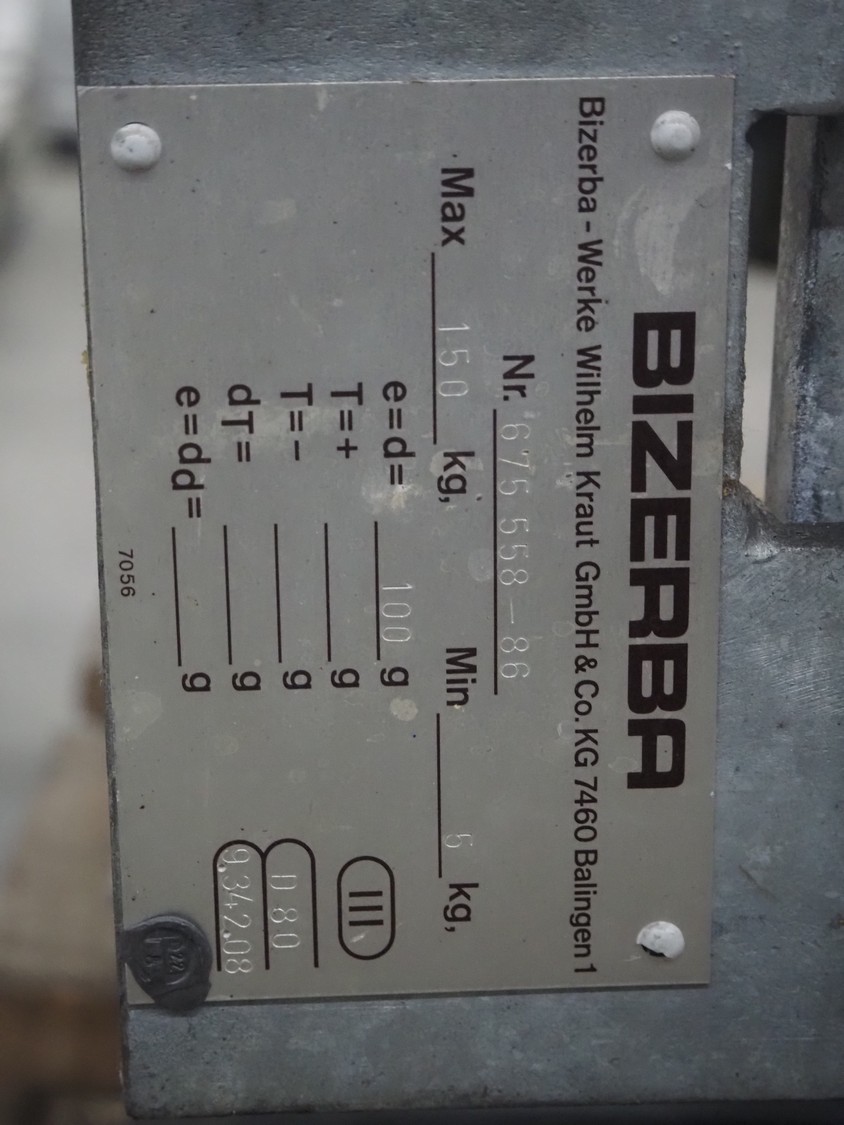 BIZERBA
Bizerba - Werke Wilhelm Kraut GmbH & Co. KG 7460 Balingen 1
Nr. 675 558 - 86
Max 150 kg, Min 5 kg,
e=d= 100 g
T=+ g
T=- g
dT= g
e=dd= g
III
D 80
9.342.08
7056